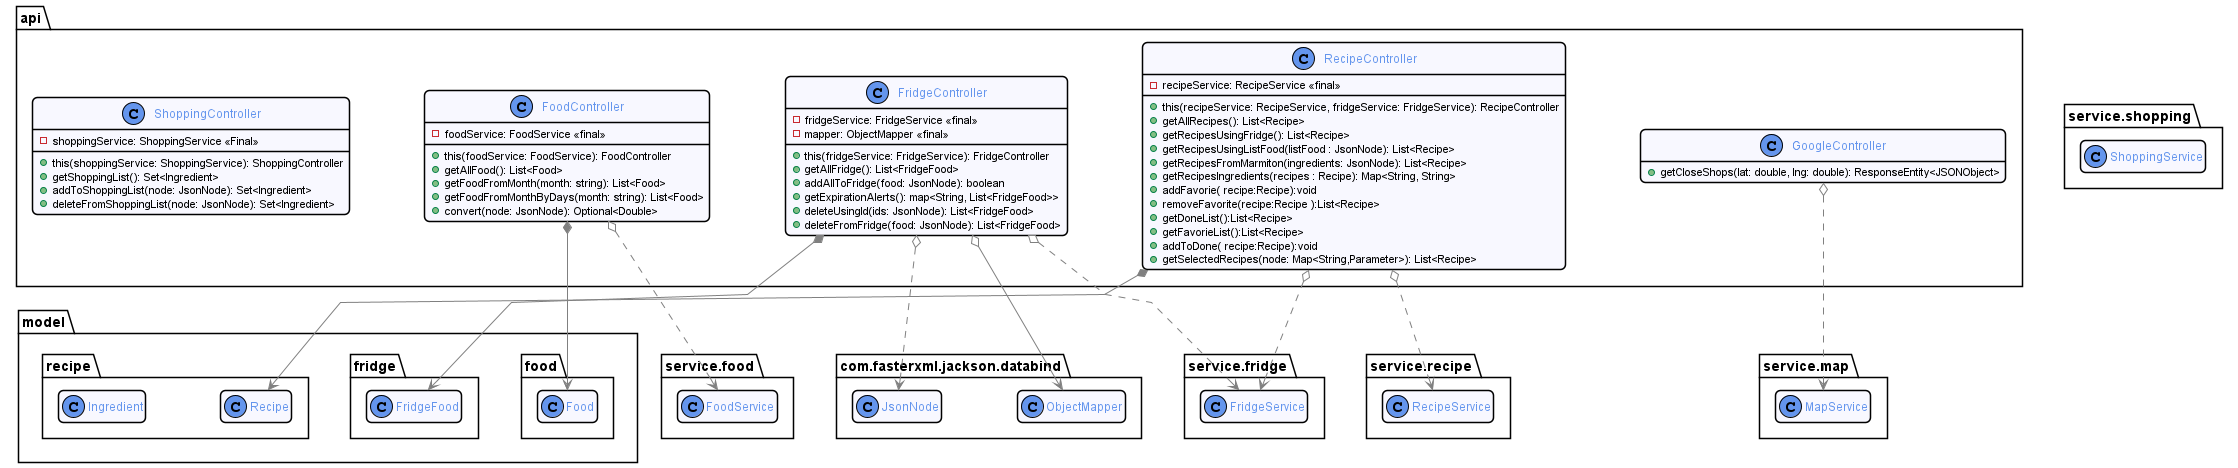 api
C ShoppingController
shoppingService: ShoppingService «Final»
this(shoppingService: ShoppingService): ShoppingController
getShoppingList(): Set<Ingredient>
addToShoppingList(node: JsonNode): Set<Ingredient>
deleteFromShoppingList(node: JsonNode): Set<Ingredient>
C FoodController
foodService: FoodService «final»
this(foodService: FoodService): FoodController
getAllFood(): List<Food>
getFoodFromMonth(month: string): List<Food>
getFoodFromMonthByDays(month: string): List<Food>
convert(node: JsonNode): Optional<Double>
C FridgeController
fridgeService: FridgeService «final»
mapper: ObjectMapper «final»
this(fridgeService: FridgeService): FridgeController
getAllFridge(): List<FridgeFood>
addAllToFridge(food: JsonNode): boolean
getExpirationAlerts(): map<String, List<FridgeFood>>
deleteUsingId(ids: JsonNode): List<FridgeFood>
deleteFromFridge(food: JsonNode): List<FridgeFood>
C RecipeController
recipeService: RecipeService «final»
this(recipeService: RecipeService, fridgeService: FridgeService): RecipeController
getAllRecipes(): List<Recipe>
getRecipesUsingFridge(): List<Recipe>
getRecipesUsingListFood(listFood : JsonNode): List<Recipe>
getRecipesFromMarmiton(ingredients: JsonNode): List<Recipe>
getRecipesIngredients(recipes : Recipe): Map<String, String>
addFavorie( recipe:Recipe):void
removeFavorite(recipe:Recipe ):List<Recipe>
getDoneList():List<Recipe>
getFavorieList():List<Recipe>
addToDone( recipe:Recipe):void
getSelectedRecipes(node: Map<String,Parameter>): List<Recipe>
C GoogleController
getCloseShops(lat: double, lng: double): ResponseEntity<JSONObject>
service.shopping
C ShoppingService
model
recipe
C Ingredient
C Recipe
fridge
C FridgeFood
food
C Food
service.food
C FoodService
com.fasterxml.jackson.databind
C JsonNode
C ObjectMapper
service.fridge
C FridgeService
service.recipe
C RecipeService
service.map
C MapService